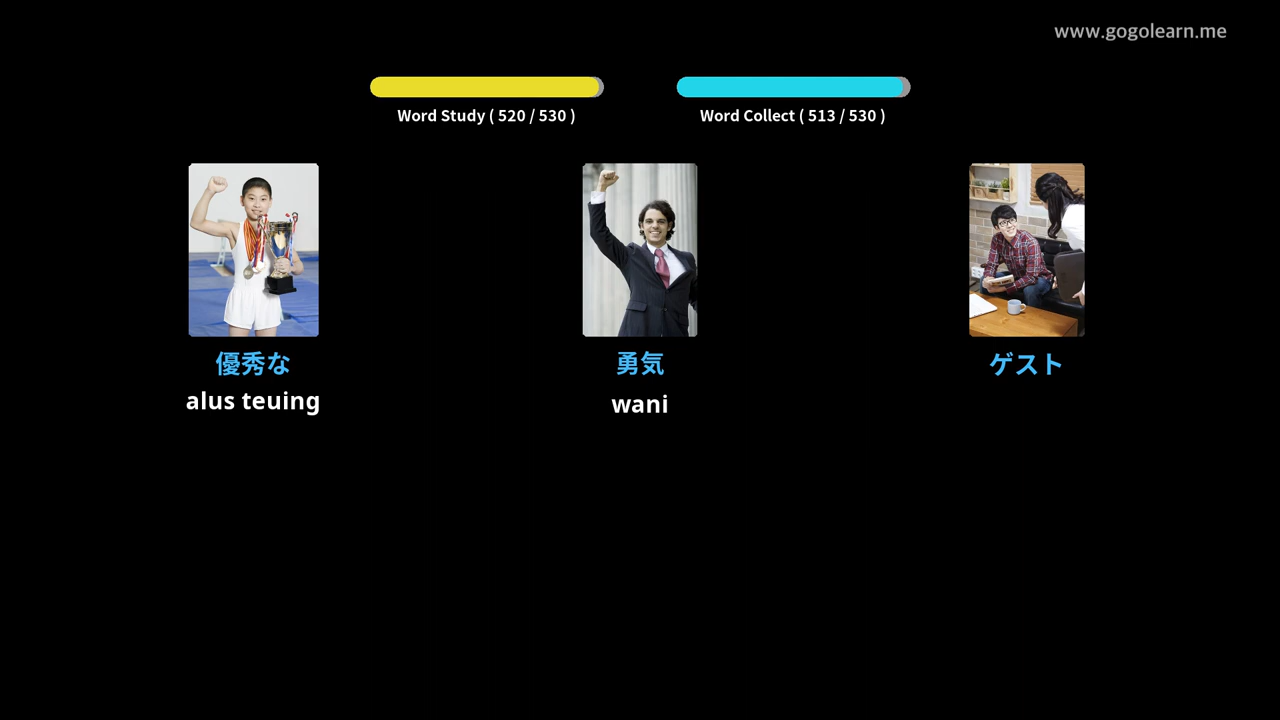 www.gogolearn.me
Word Study ( 520 / 530 )
Word Collect ( 513 / 530 )
優秀な
勇気
ゲスト
alus teuing
wani